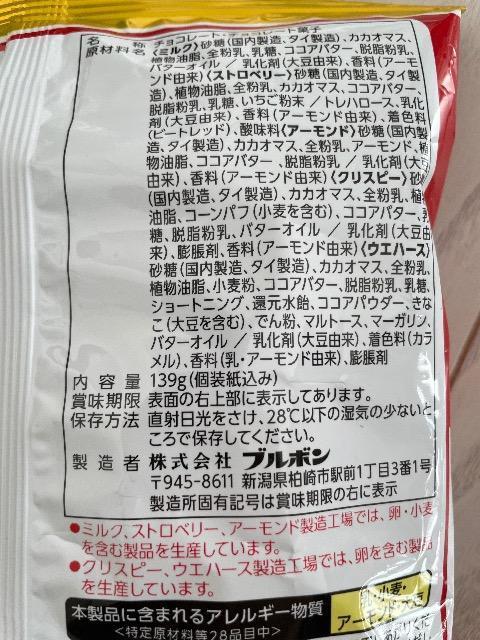 名 称 チョコレート、チョコレート菓子
原材料名 〈ミルク〉砂糖(国内製造、タイ製造)、カカオマス、
植物油脂、全粉乳、乳糖、ココアバター、脱脂粉乳、
バターオイル / 乳化剤(大豆由来)、香料(アーモ
ンド由来)〈ストロベリー〉砂糖(国内製造、タイ製
造)、植物油脂、全粉乳、カカオマス、ココアバター、
脱脂粉乳、乳糖、いちご粉末 / トレハロース、乳化
剤(大豆由来)、香料(アーモンド由来)、着色料
(ビートレッド)、酸味料〈アーモンド〉砂糖(国内製
造、タイ製造)、カカオマス、全粉乳、アーモンド、植
物油脂、ココアバター、脱脂粉乳 / 乳化剤(大豆
由来)、香料(アーモンド由来)〈クリスピー〉砂糖
(国内製造、タイ製造)、カカオマス、全粉乳、植物
油脂、コーンパフ(小麦を含む)、ココアバター、乳
糖、脱脂粉乳、バターオイル / 乳化剤(大豆由
来)、膨脹剤、香料(アーモンド由来)〈ウエハース〉
砂糖(国内製造、タイ製造)、カカオマス、全粉乳、
植物油脂、小麦粉、ココアバター、脱脂粉乳、乳糖、
ショートニング、還元水飴、ココアパウダー、きな
こ(大豆を含む)、でん粉、マルトース、マーガリン、
バターオイル / 乳化剤(大豆由来)、着色料(カラ
メル)、香料(乳・アーモンド由来)、膨脹剤
内 容 量 139g(個装紙込み)
賞味期限 表面の右上部に表示してあります。
保存方法 直射日光をさけ、28℃以下の湿気の少ないと
ころで保存してください。
製 造 者 株式会社 ブルボン
〒945-8611 新潟県柏崎市駅前1丁目3番1号
製造所固有記号は賞味期限の右に表示
●ミルク、ストロベリー、アーモンド製造工場では、卵・小麦
を含む製品を生産しています。
●クリスピー、ウエハース製造工場では、卵を含む製品
を生産しています。
本製品に含まれるアレルギー物質
<特定原材料等28品目中>
小麦・
アーモンド・大豆